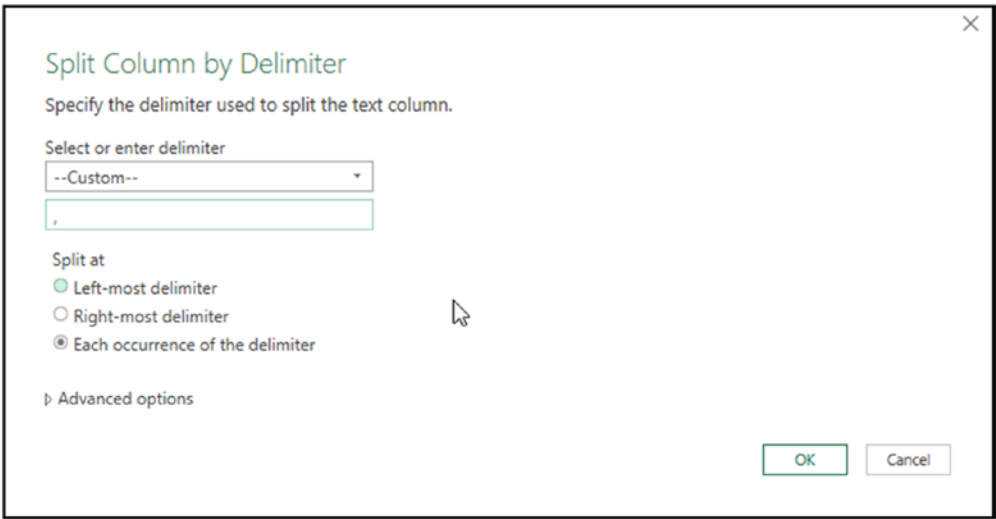 Split Column by Delimiter
Specify the delimiter used to split the text column.
Select or enter delimiter
--Custom--
,
Split at
Left-most delimiter
Right-most delimiter
Each occurrence of the delimiter
Advanced options
OK Cancel